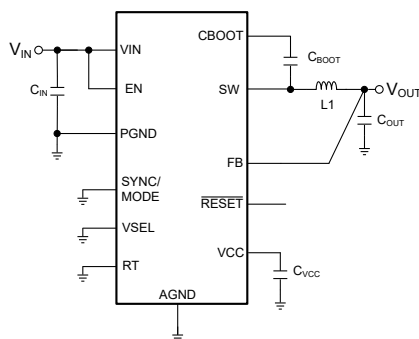 VIN
CIN
VIN
EN
PGND
SYNC/
MODE
VSEL
RT
AGND
CBOOT
SW
FB
RESET
VCC
CBOOT
L1
VOUT
COUT
CVCC